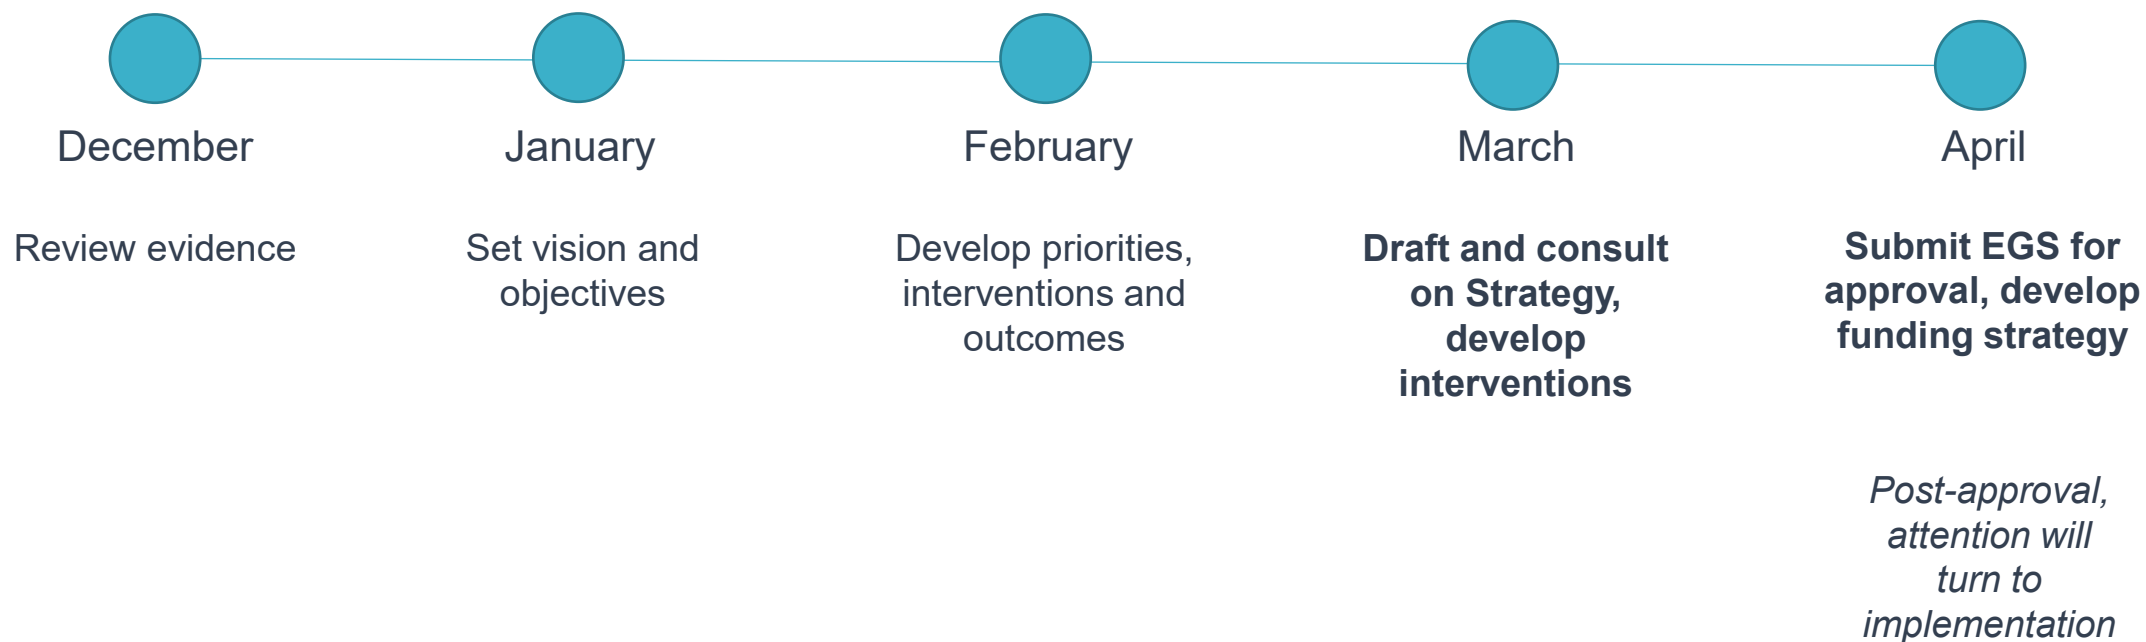 December
Review evidence
January
Set vision and
objectives
February
Develop priorities,
interventions and
outcomes
March
Draft and consult
on Strategy,
develop
interventions
April
Submit EGS for
approval, develop
funding strategy
Post-approval,
attention will
turn to
implementation